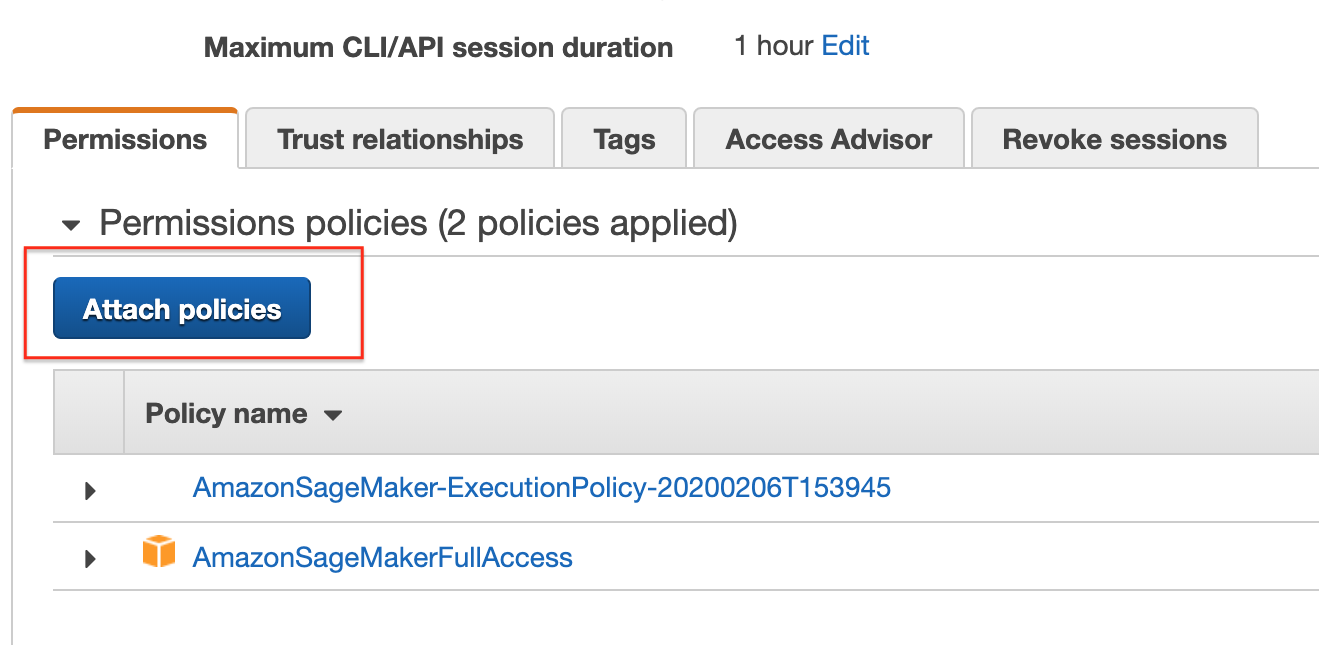 Maximum CLI/API session duration 1 hour Edit
Permissions Trust relationships Tags Access Advisor Revoke sessions
Permissions policies (2 policies applied)
Attach policies
Policy name
AmazonSageMaker-ExecutionPolicy-20200206T153945
AmazonSageMakerFullAccess